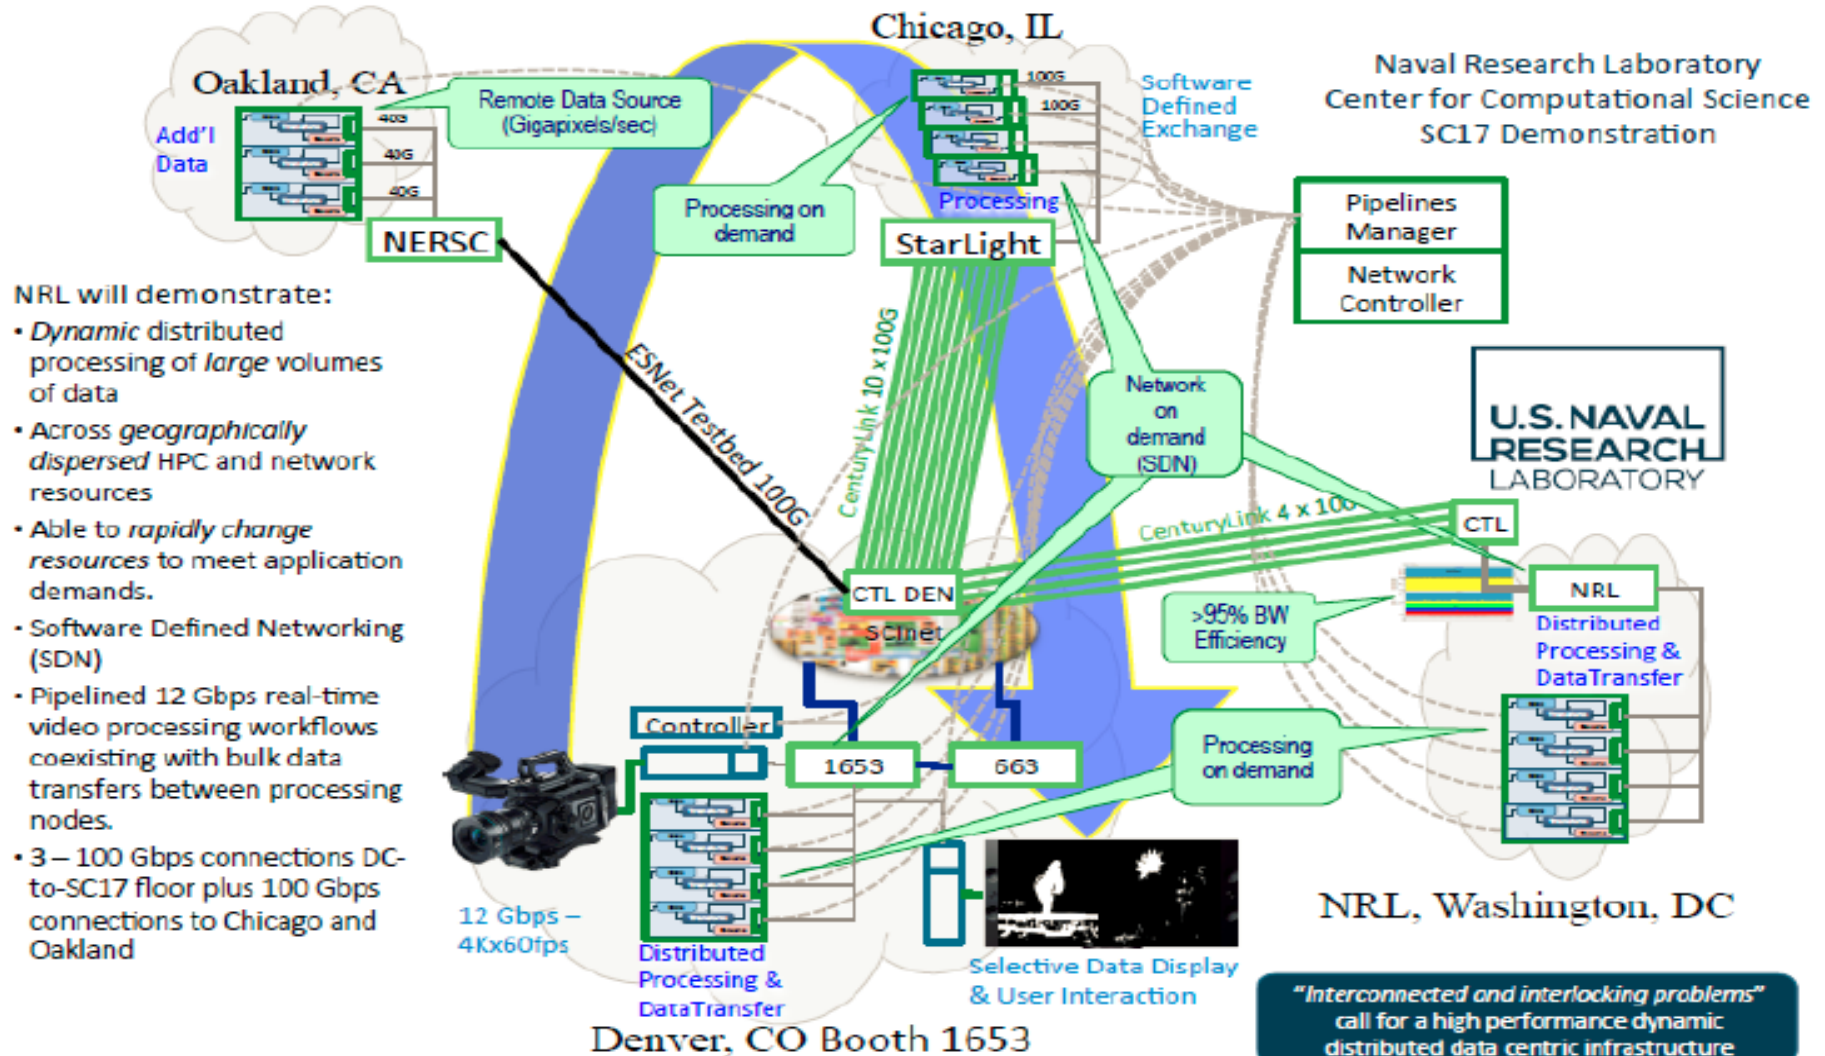 Chicago, IL
Oakland, CA
Naval Research Laboratory
Center for Computational Science
SC17 Demonstration
Remote Data Source
(Gigapixels/sec)
Add'l
Data
40G
40G
40G
100G
100G
Software
Defined
Exchange
Processing on
demand
Processing
NERSC
StarLight
Pipelines
Manager
Network
Controller
NRL will demonstrate:
• Dynamic distributed
processing of large volumes
of data
• Across geographically
dispersed HPC and network
resources
• Able to rapidly change
resources to meet application
demands.
• Software Defined Networking
(SDN)
• Pipelined 12 Gbps real-time
video processing workflows
coexisting with bulk data
transfers between processing
nodes.
• 3 – 100 Gbps connections DC-
to-SC17 floor plus 100 Gbps
connections to Chicago and
Oakland
ESNet Testbed 100G
CenturyLink 10 x 100G
Network
on
demand
(SDN)
U.S. NAVAL
RESEARCH
LABORATORY
CenturyLink 4 x 100
CTL
CTL DEN
SCinet
>95% BW
Efficiency
NRL
Distributed
Processing &
DataTransfer
Controller
1653
663
Processing
on demand
12 Gbps –
4Kx60fps
Distributed
Processing &
DataTransfer
Selective Data Display
& User Interaction
NRL, Washington, DC
Denver, CO Booth 1653
"Interconnected and interlocking problems"
call for a high performance dynamic
distributed data centric infrastructure